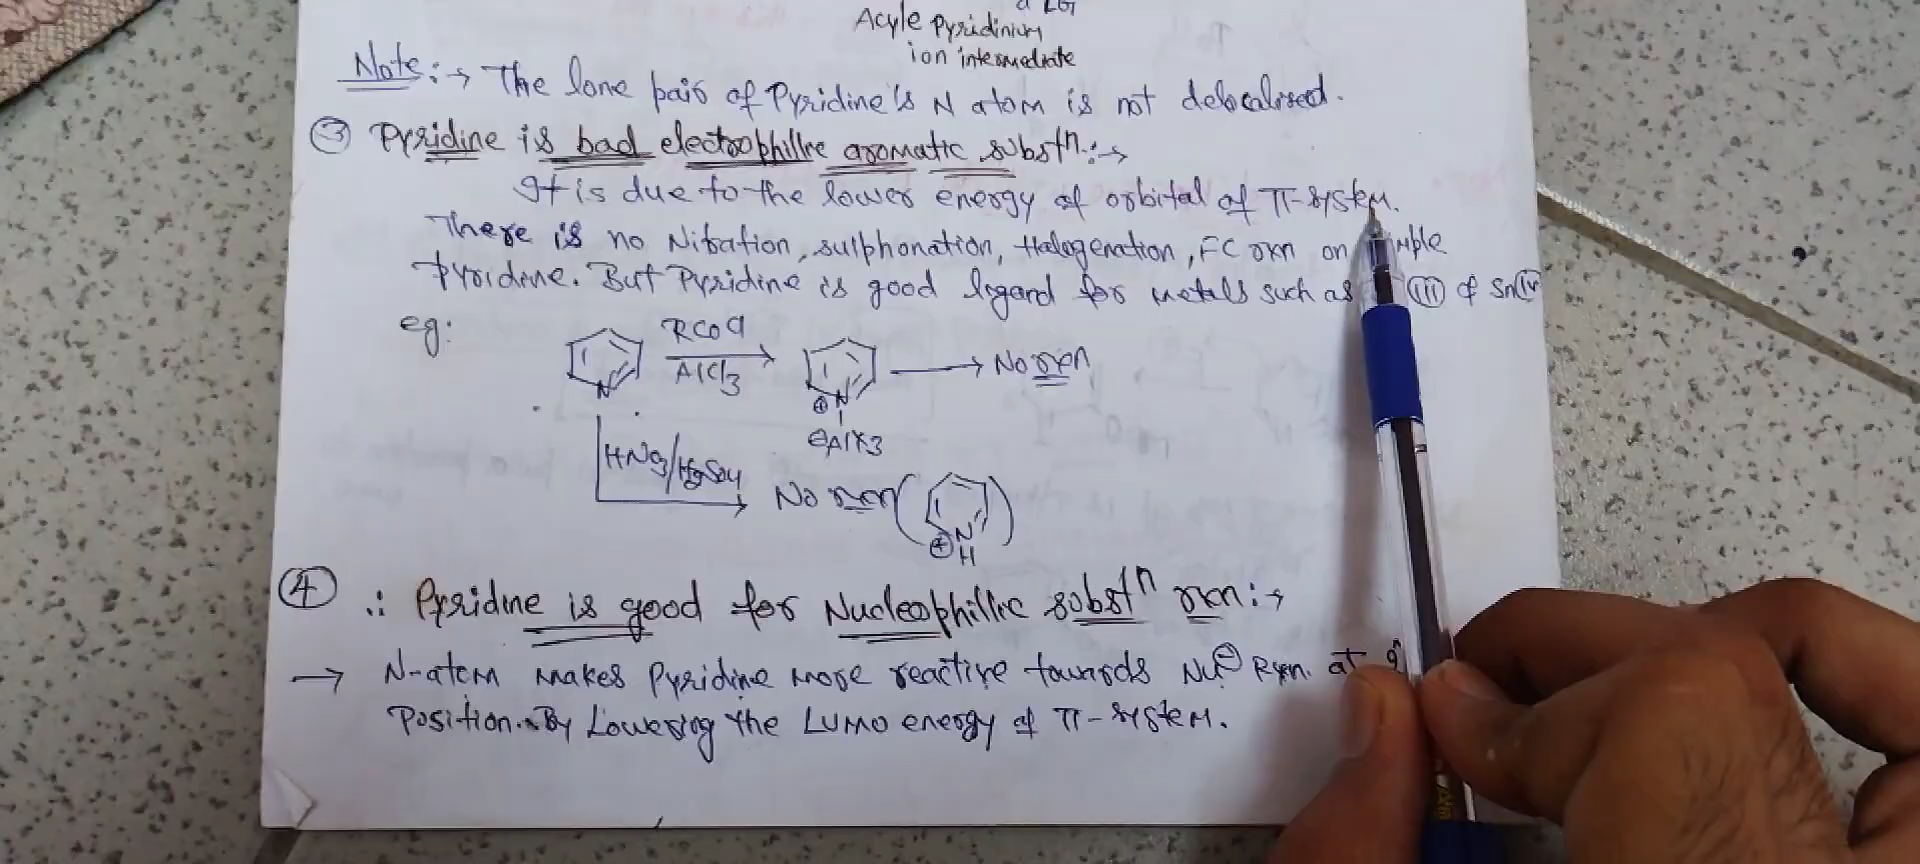 Acyle Pyridinium
ion intermediate
Note :→ The lone pair of Pyridine's N atom is not delocalised.
③ Pyridine is bad electrophillic aromatic substⁿ :→
It is due to the lower energy of orbital of π-system.
There is no Nitration, sulphonation, Halogenation, FC rxn on
Pyridine. But Pyridine is good ligand for metals such as (III) & Sn(IV
eg:
RCOCl
AlCl3
→ No rxn
N
⊕N
⊖AlX3
HNO3/H2SO4
No rxn (
⊕N
H
)
④ ∴ Pyridine is good for Nucleophillic substⁿ rxn :→
→ N-atom makes Pyridine more reactive towards Nu⊖ Rxn. at
Position. By Lowering the LUMO energy of π-system.